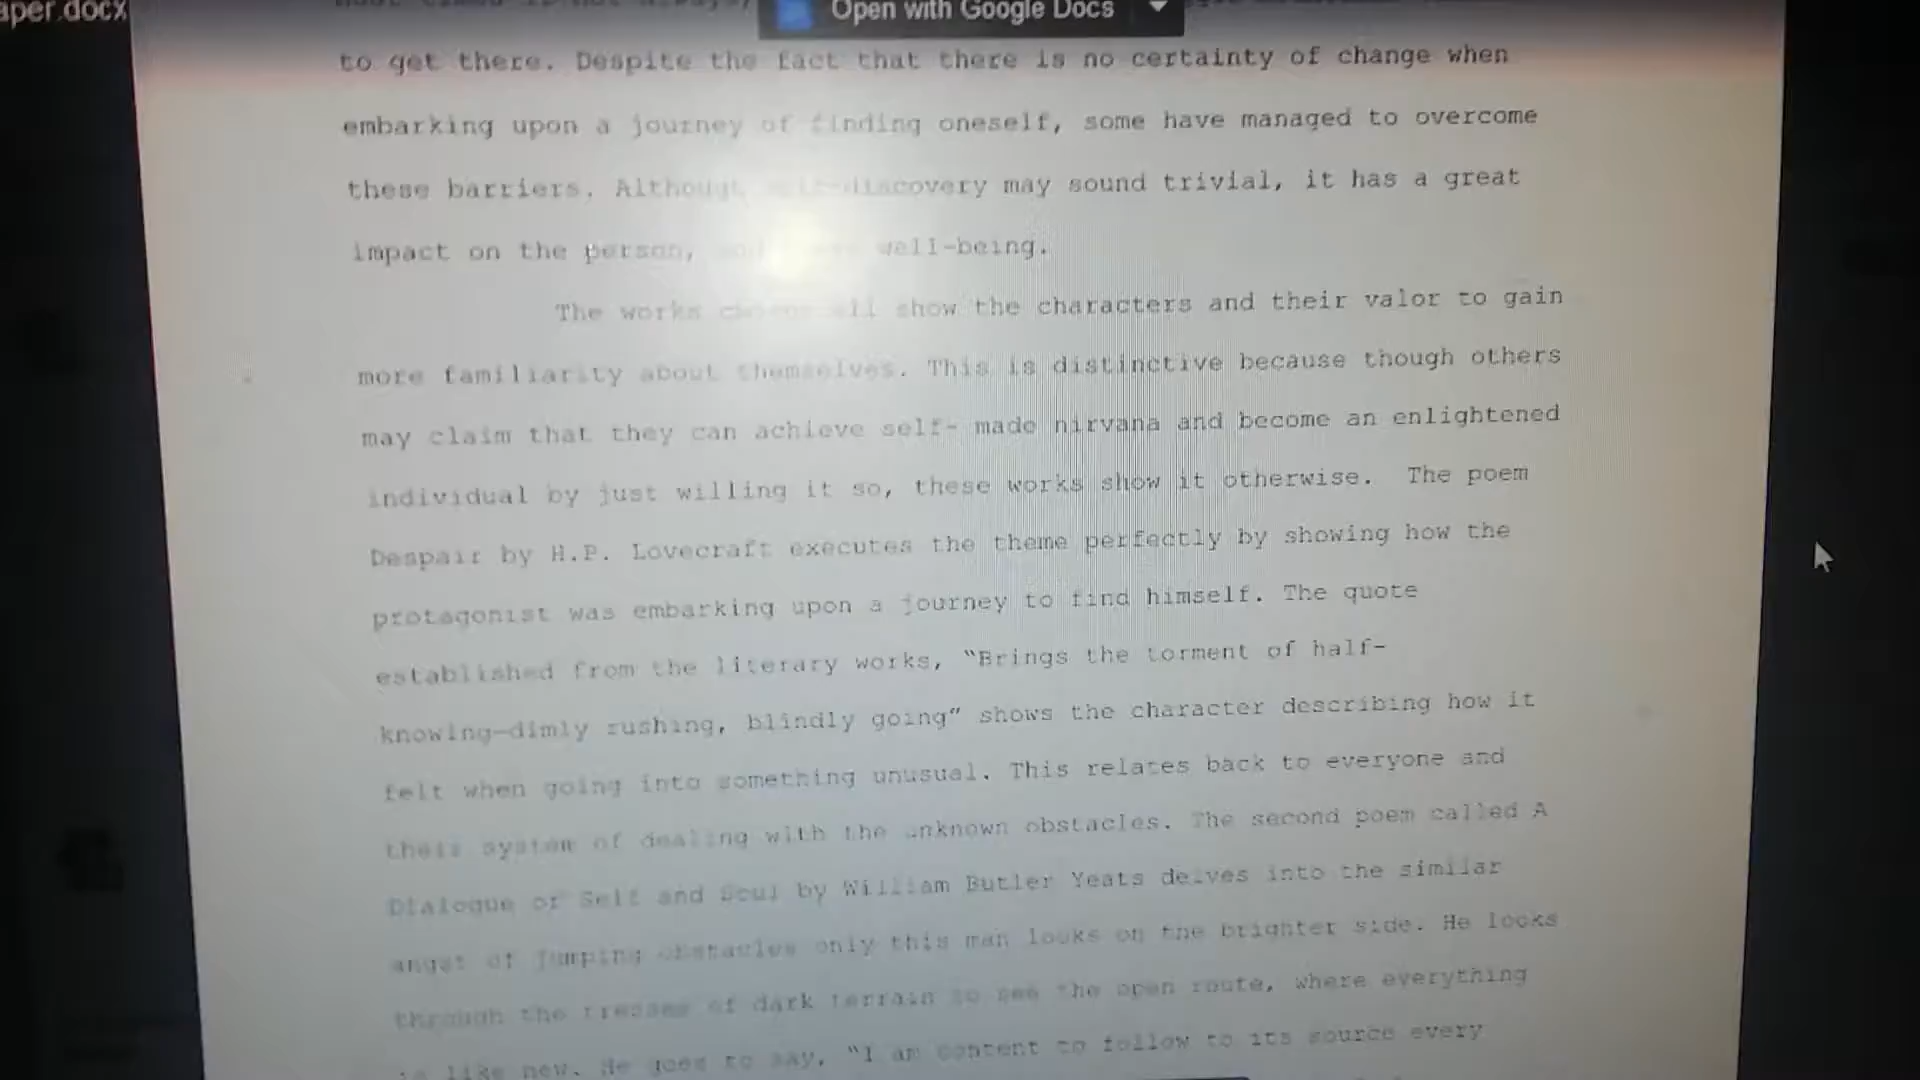 aper.docx
Open with Google Docs
to get there. Despite the fact that there is no certainty of change when
embarking upon a journey of finding oneself, some have managed to overcome
these barriers. Although self-discovery may sound trivial, it has a great
impact on the person, well-being.
The works all show the characters and their valor to gain
more familiarity about themselves. This is distinctive because though others
may claim that they can achieve self- made nirvana and become an enlightened
individual by just willing it so, these works show it otherwise. The poem
Despair by H.P. Lovecraft executes the theme perfectly by showing how the
protagonist was embarking upon a journey to find himself. The quote
established from the literary works, “Brings the torment of half-
knowing—dimly rushing, blindly going” shows the character describing how it
felt when going into something unusual. This relates back to everyone and
their system of dealing with the unknown obstacles. The second poem called A
Dialogue of Self and Soul by William Butler Yeats delves into the similar
angst of jumping obstacles only this man looks on the brighter side. He looks
through the tresses of dark terrain to see the open route, where everything
is like new. He goes to say, “I am content to follow to its source every